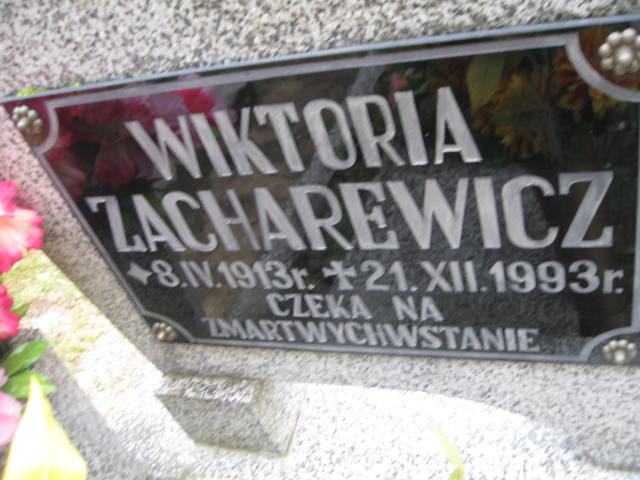 WIKTORIA
ZACHAREWICZ
✦ 8.IV.1913r. ✝ 21.XII.1993r.
CZEKA NA
ZMARTWYCHWSTANIE